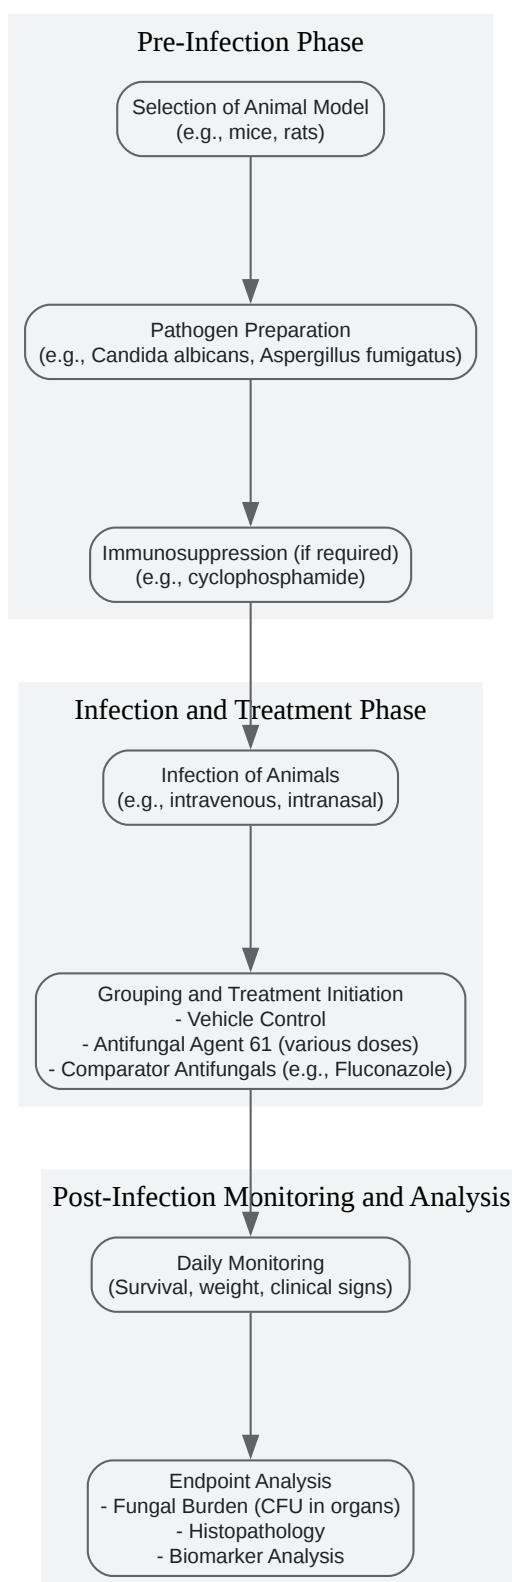 Pre-Infection Phase
Selection of Animal Model
(e.g., mice, rats)
Pathogen Preparation
(e.g., Candida albicans, Aspergillus fumigatus)
Immunosuppression (if required)
(e.g., cyclophosphamide)
Infection and Treatment Phase
Infection of Animals
(e.g., intravenous, intranasal)
Grouping and Treatment Initiation
- Vehicle Control
- Antifungal Agent 61 (various doses)
- Comparator Antifungals (e.g., Fluconazole)
Post-Infection Monitoring and Analysis
Daily Monitoring
(Survival, weight, clinical signs)
Endpoint Analysis
- Fungal Burden (CFU in organs)
- Histopathology
- Biomarker Analysis